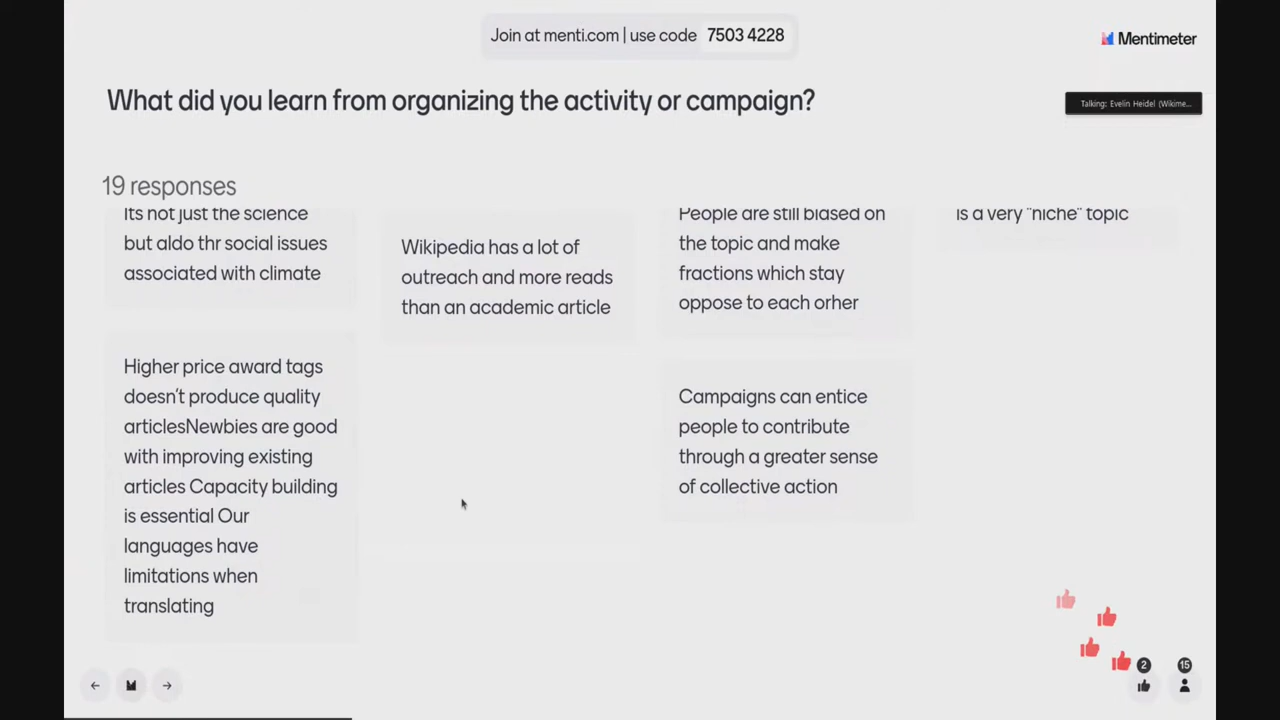 Join at menti.com | use code 7503 4228
Mentimeter
What did you learn from organizing the activity or campaign?
Talking: Evelin Heidel (Wikime...
19 responses
Its not just the science
but aldo thr social issues
associated with climate
Higher price award tags
doesn't produce quality
articlesNewbies are good
with improving existing
articles Capacity building
is essential Our
languages have
limitations when
translating
Wikipedia has a lot of
outreach and more reads
than an academic article
People are still biased on
the topic and make
fractions which stay
oppose to each orher
Campaigns can entice
people to contribute
through a greater sense
of collective action
is a very "niche" topic
2
15